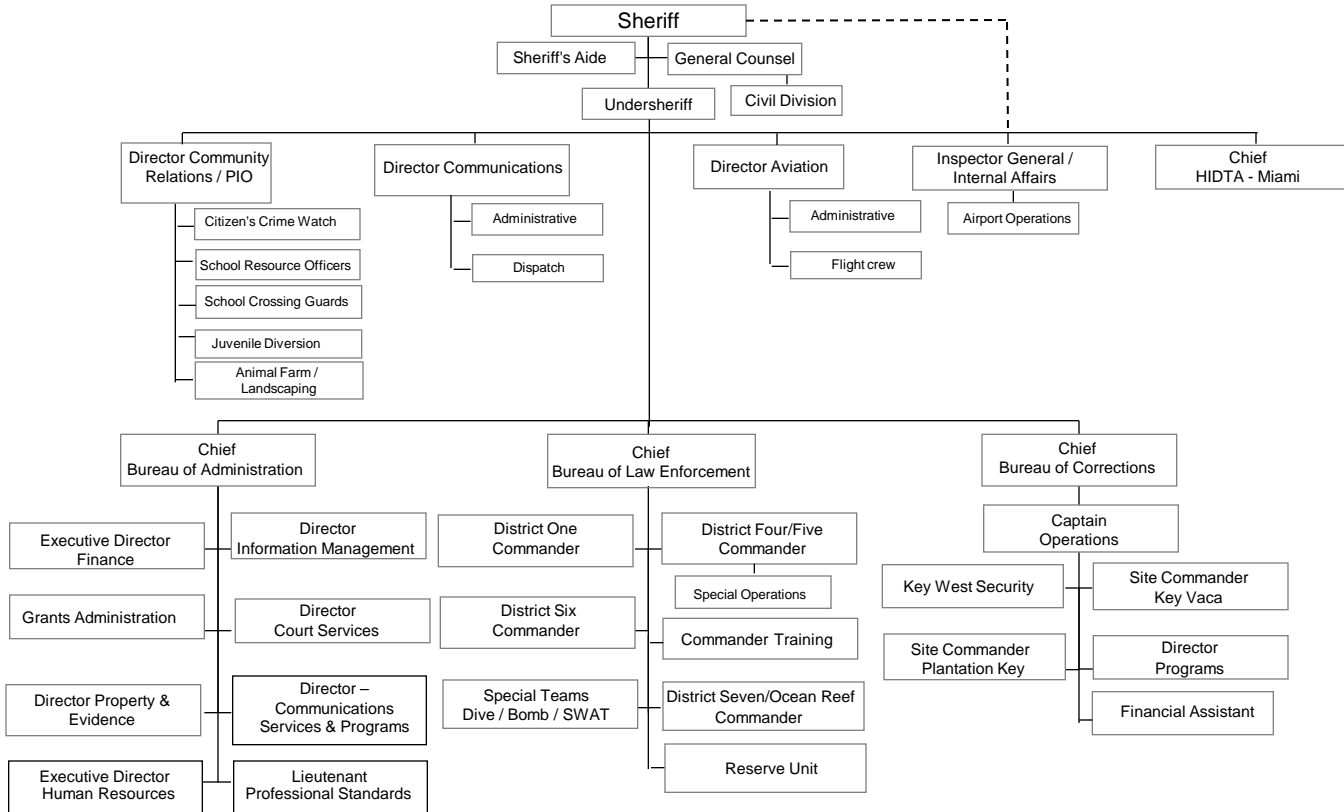 Sheriff
Sheriff's Aide
General Counsel
Civil Division
Undersheriff
Director Community
Relations / PIO
Citizen's Crime Watch
School Resource Officers
School Crossing Guards
Juvenile Diversion
Animal Farm /
Landscaping
Director Communications
Administrative
Dispatch
Director Aviation
Administrative
Flight crew
Inspector General /
Internal Affairs
Airport Operations
Chief
HIDTA - Miami
Chief
Bureau of Administration
Executive Director
Finance
Director
Information Management
Grants Administration
Director
Court Services
Director Property &
Evidence
Director –
Communications
Services & Programs
Executive Director
Human Resources
Lieutenant
Professional Standards
Chief
Bureau of Law Enforcement
District One
Commander
District Four/Five
Commander
Special Operations
District Six
Commander
Commander Training
Special Teams
Dive / Bomb / SWAT
District Seven/Ocean Reef
Commander
Reserve Unit
Chief
Bureau of Corrections
Captain
Operations
Key West Security
Site Commander
Key Vaca
Site Commander
Plantation Key
Director
Programs
Financial Assistant